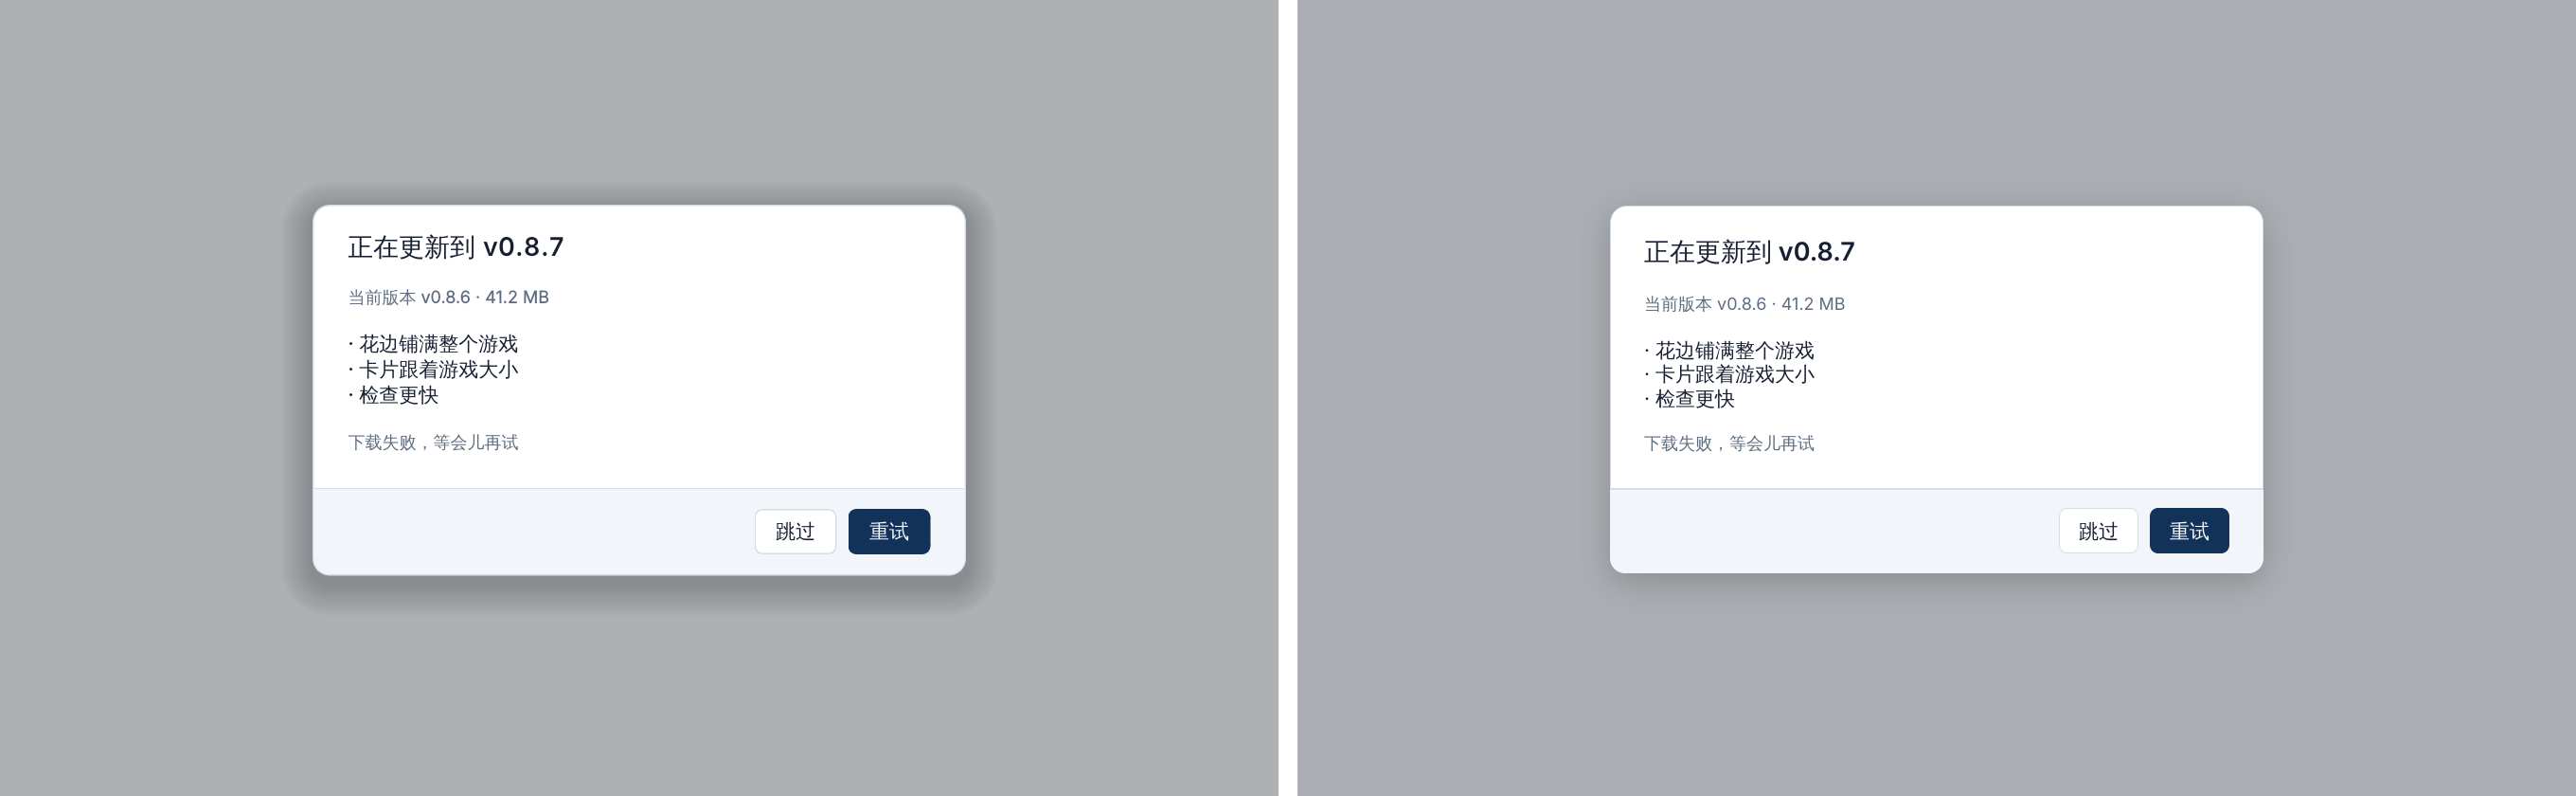 正在更新到 v0.8.7
当前版本 v0.8.6 · 41.2 MB
· 花边铺满整个游戏
· 卡片跟着游戏大小
· 检查更快
下载失败，等会儿再试
跳过 重试
正在更新到 v0.8.7
当前版本 v0.8.6 · 41.2 MB
· 花边铺满整个游戏
· 卡片跟着游戏大小
· 检查更快
下载失败，等会儿再试
跳过 重试